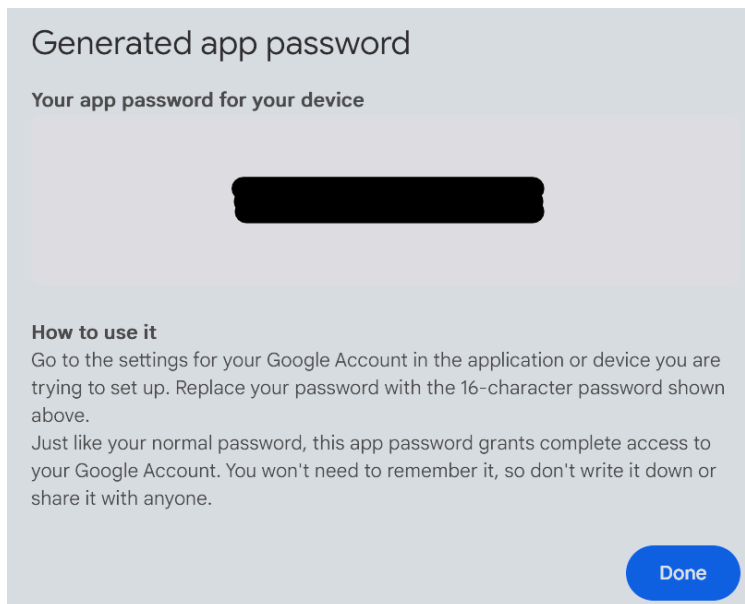 Generated app password
Your app password for your device
How to use it
Go to the settings for your Google Account in the application or device you are
trying to set up. Replace your password with the 16-character password shown
above.
Just like your normal password, this app password grants complete access to
your Google Account. You won't need to remember it, so don't write it down or
share it with anyone.
Done